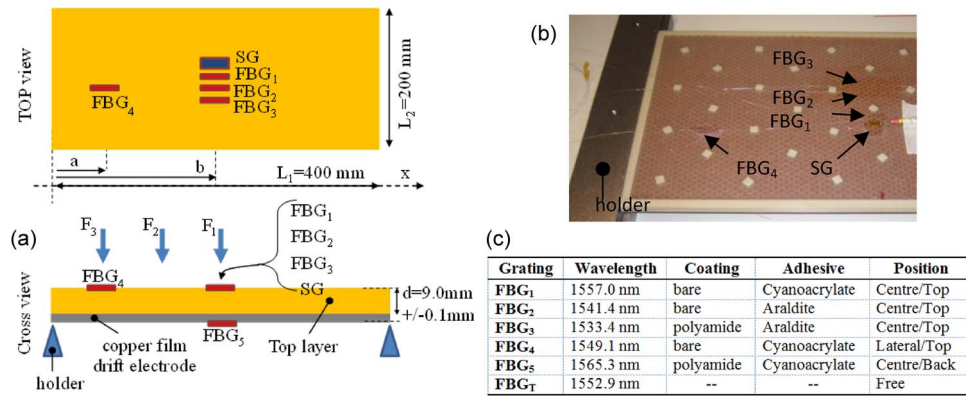 TOP view
SG
FBG1
FBG2
FBG3
FBG4
L2=200 mm
a
b
L1=400 mm
x
(a)
Cross view
F3
F2
F1
FBG1
FBG2
FBG3
SG
FBG4
d=9.0mm
+/-0.1mm
FBG5
copper film
drift electrode
Top layer
holder
(b)
FBG3
FBG2
FBG1
FBG4
SG
holder
(c)
Grating Wavelength Coating Adhesive Position
FBG1 1557.0 nm bare Cyanoacrylate Centre/Top
FBG2 1541.4 nm bare Araldite Centre/Top
FBG3 1533.4 nm polyamide Araldite Centre/Top
FBG4 1549.1 nm bare Cyanoacrylate Lateral/Top
FBG5 1565.3 nm polyamide Cyanoacrylate Centre/Back
FBGT 1552.9 nm -- -- Free